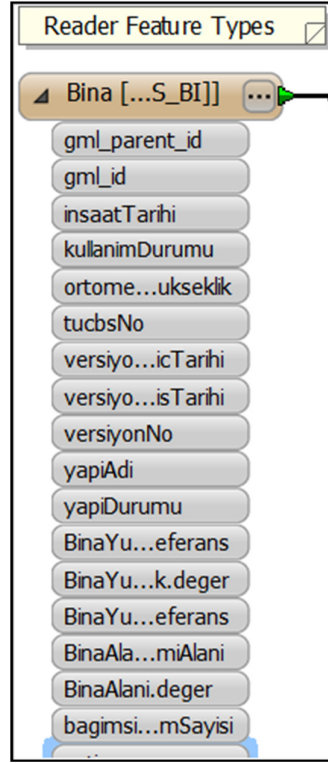 Reader Feature Types
Bina [...S_BI]]
gml_parent_id
gml_id
insaatTarihi
kullanimDurumu
ortome...ukseklik
tucbsNo
versiyo...icTarihi
versiyo...isTarihi
versiyonNo
yapiAdi
yapiDurumu
BinaYu...eferans
BinaYu...k.deger
BinaYu...eferans
BinaAla...miAlani
BinaAlani.deger
bagimsi...mSayisi